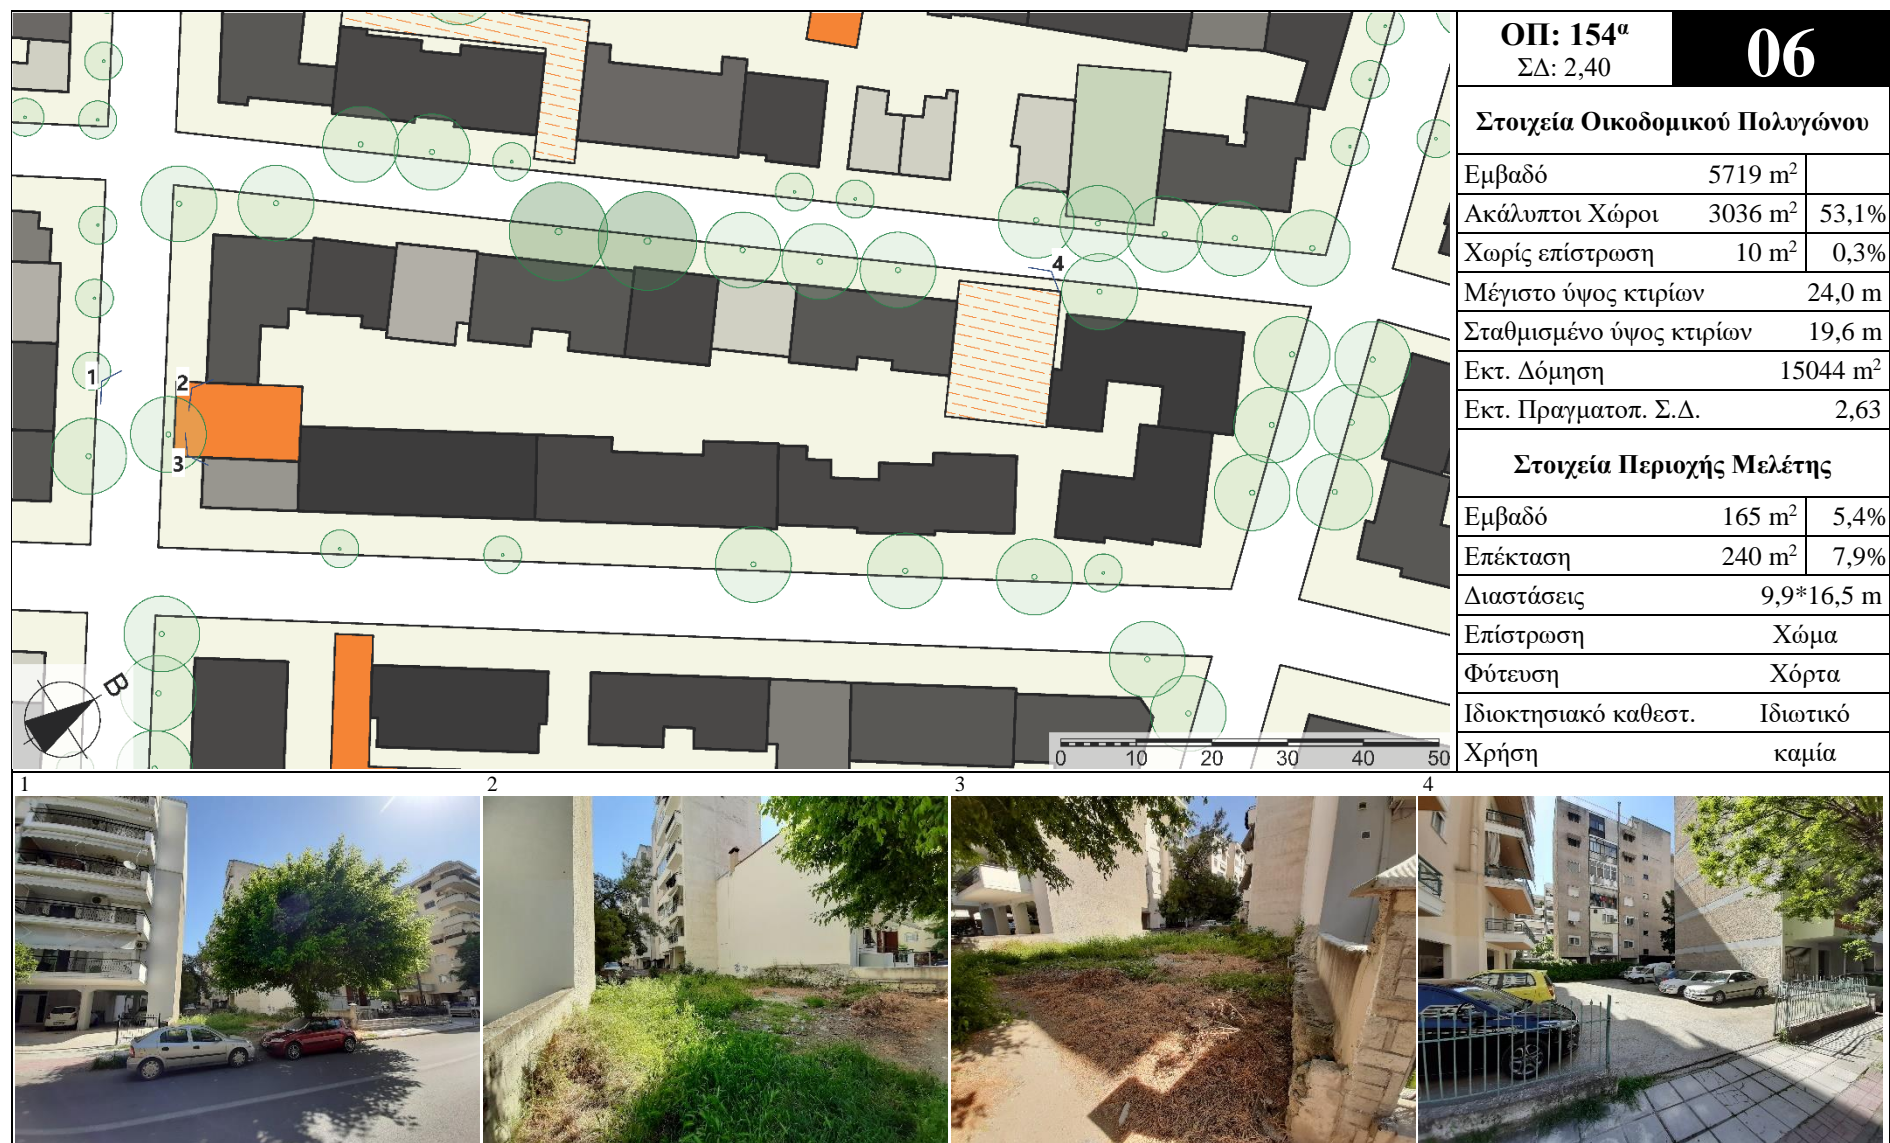 ΟΠ: 154α
ΣΔ: 2,40
06
Στοιχεία Οικοδομικού Πολυγώνου
Εμβαδό 5719 m²
Ακάλυπτοι Χώροι 3036 m² 53,1%
Χωρίς επίστρωση 10 m² 0,3%
Μέγιστο ύψος κτιρίων 24,0 m
Σταθμισμένο ύψος κτιρίων 19,6 m
Εκτ. Δόμηση 15044 m²
Εκτ. Πραγματοπ. Σ.Δ. 2,63
Στοιχεία Περιοχής Μελέτης
Εμβαδό 165 m² 5,4%
Επέκταση 240 m² 7,9%
Διαστάσεις 9,9*16,5 m
Επίστρωση Χώμα
Φύτευση Χόρτα
Ιδιοκτησιακό καθεστ. Ιδιωτικό
Χρήση καμία
4
1
2
3
Β
0 10 20 30 40 50
1 2 3 4